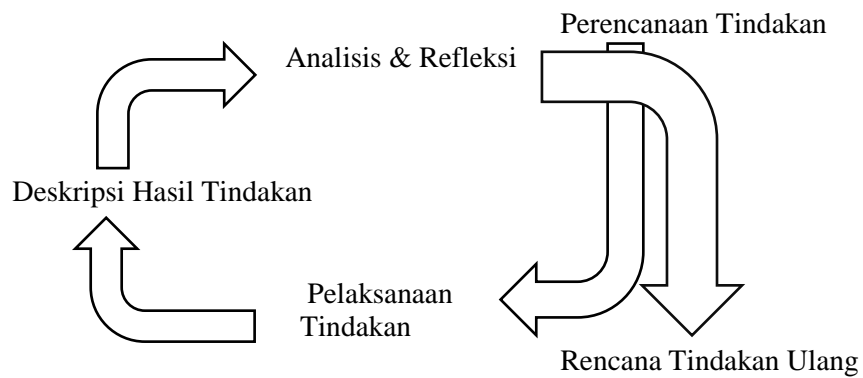 Perencanaan Tindakan
Analisis & Refleksi
Deskripsi Hasil Tindakan
Pelaksanaan
Tindakan
Rencana Tindakan Ulang